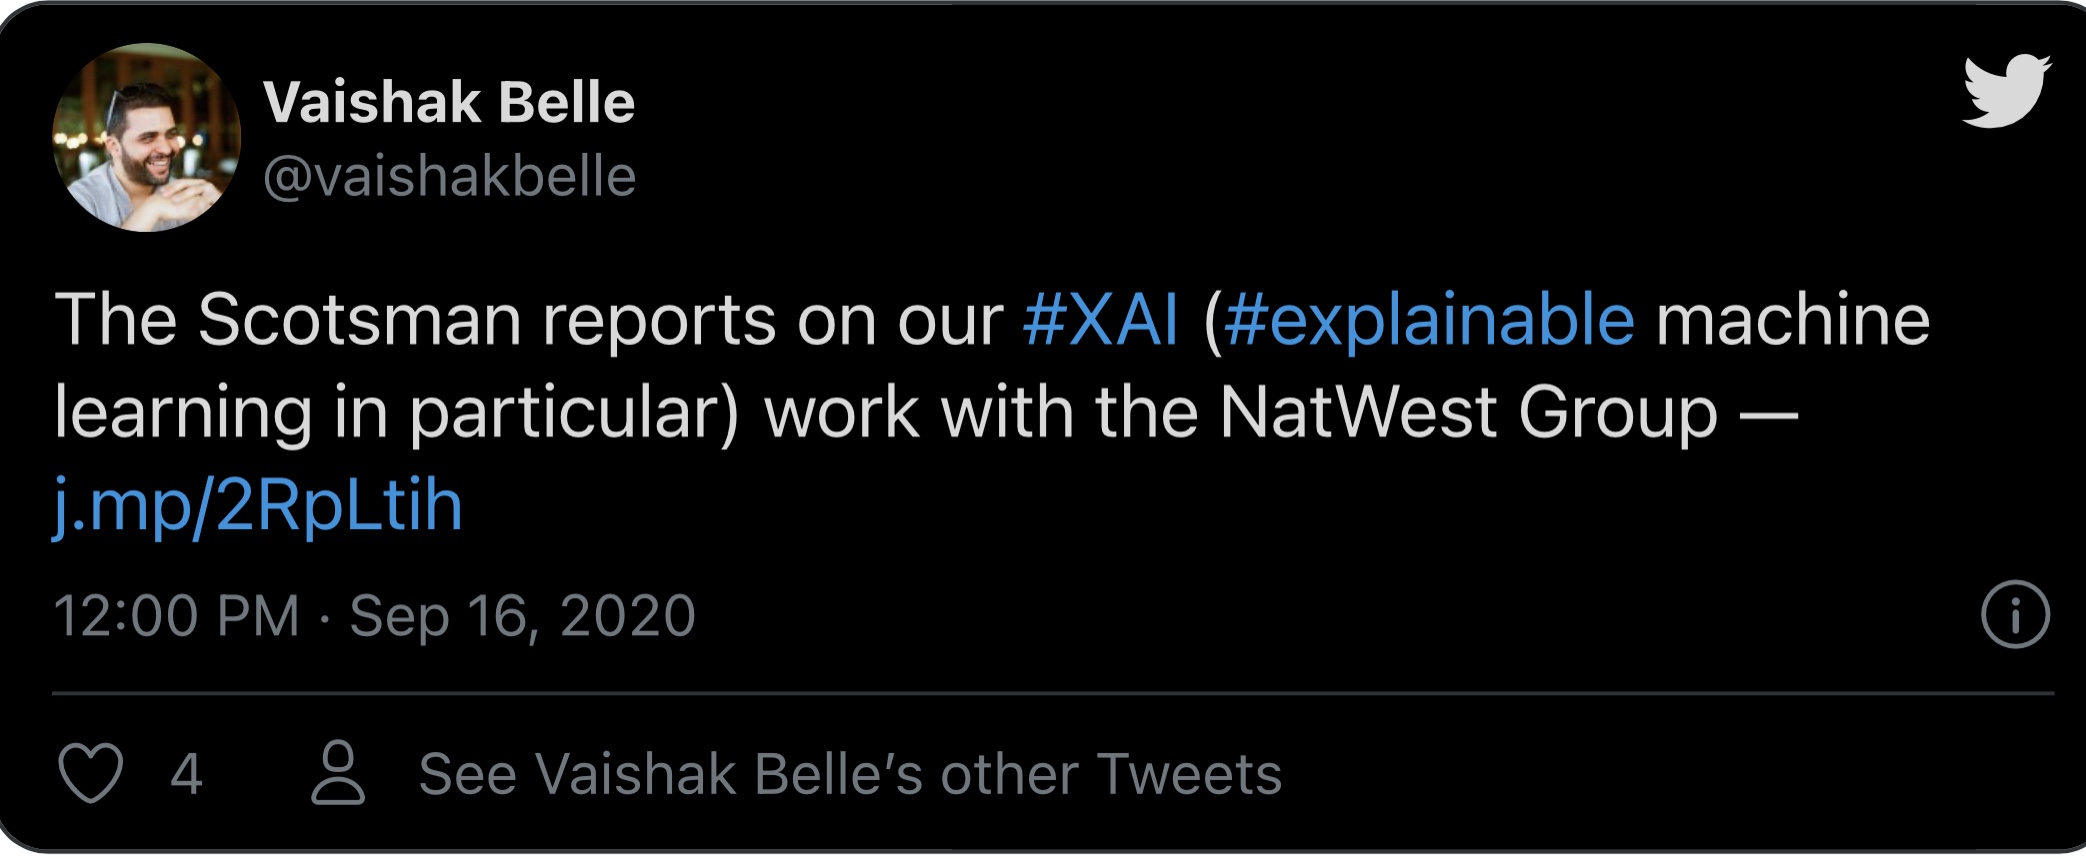 Vaishak Belle
@vaishakbelle
The Scotsman reports on our #XAI (#explainable machine
learning in particular) work with the NatWest Group —
j.mp/2RpLtih
12:00 PM · Sep 16, 2020
4 See Vaishak Belle’s other Tweets